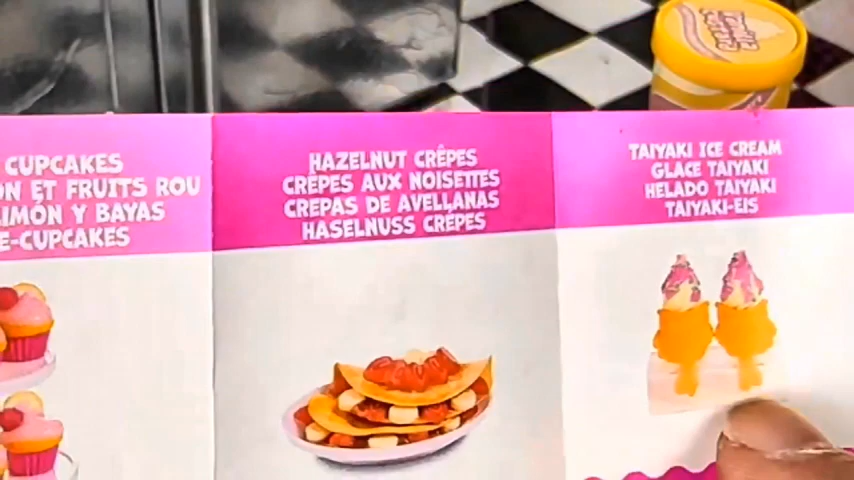 CUPCAKES
ON ET FRUITS ROU
IMÓN Y BAYAS
E-CUPCAKES
HAZELNUT CRÊPES
CRÊPES AUX NOISETTES
CREPAS DE AVELLANAS
HASELNUSS CRÊPES
TAIYAKI ICE CREAM
GLACE TAIYAKI
HELADO TAIYAKI
TAIYAKI-EIS